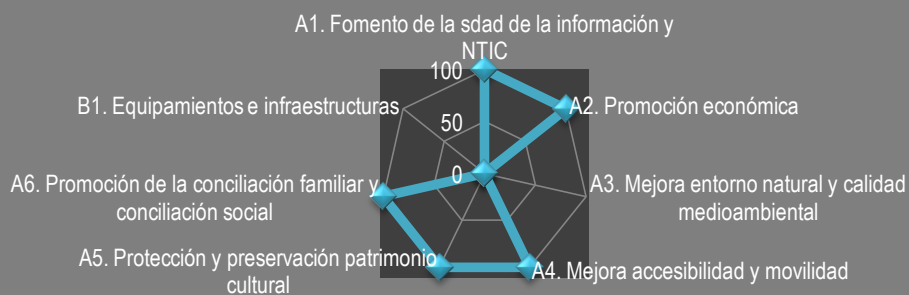 A1. Fomento de la sdad de la información y
NTIC
100
B1. Equipamientos e infraestructuras
A2. Promoción económica
50
0
A6. Promoción de la conciliación familiar y
conciliación social
A3. Mejora entorno natural y calidad
medioambiental
A5. Protección y preservación patrimonio
cultural
A4. Mejora accesibilidad y movilidad